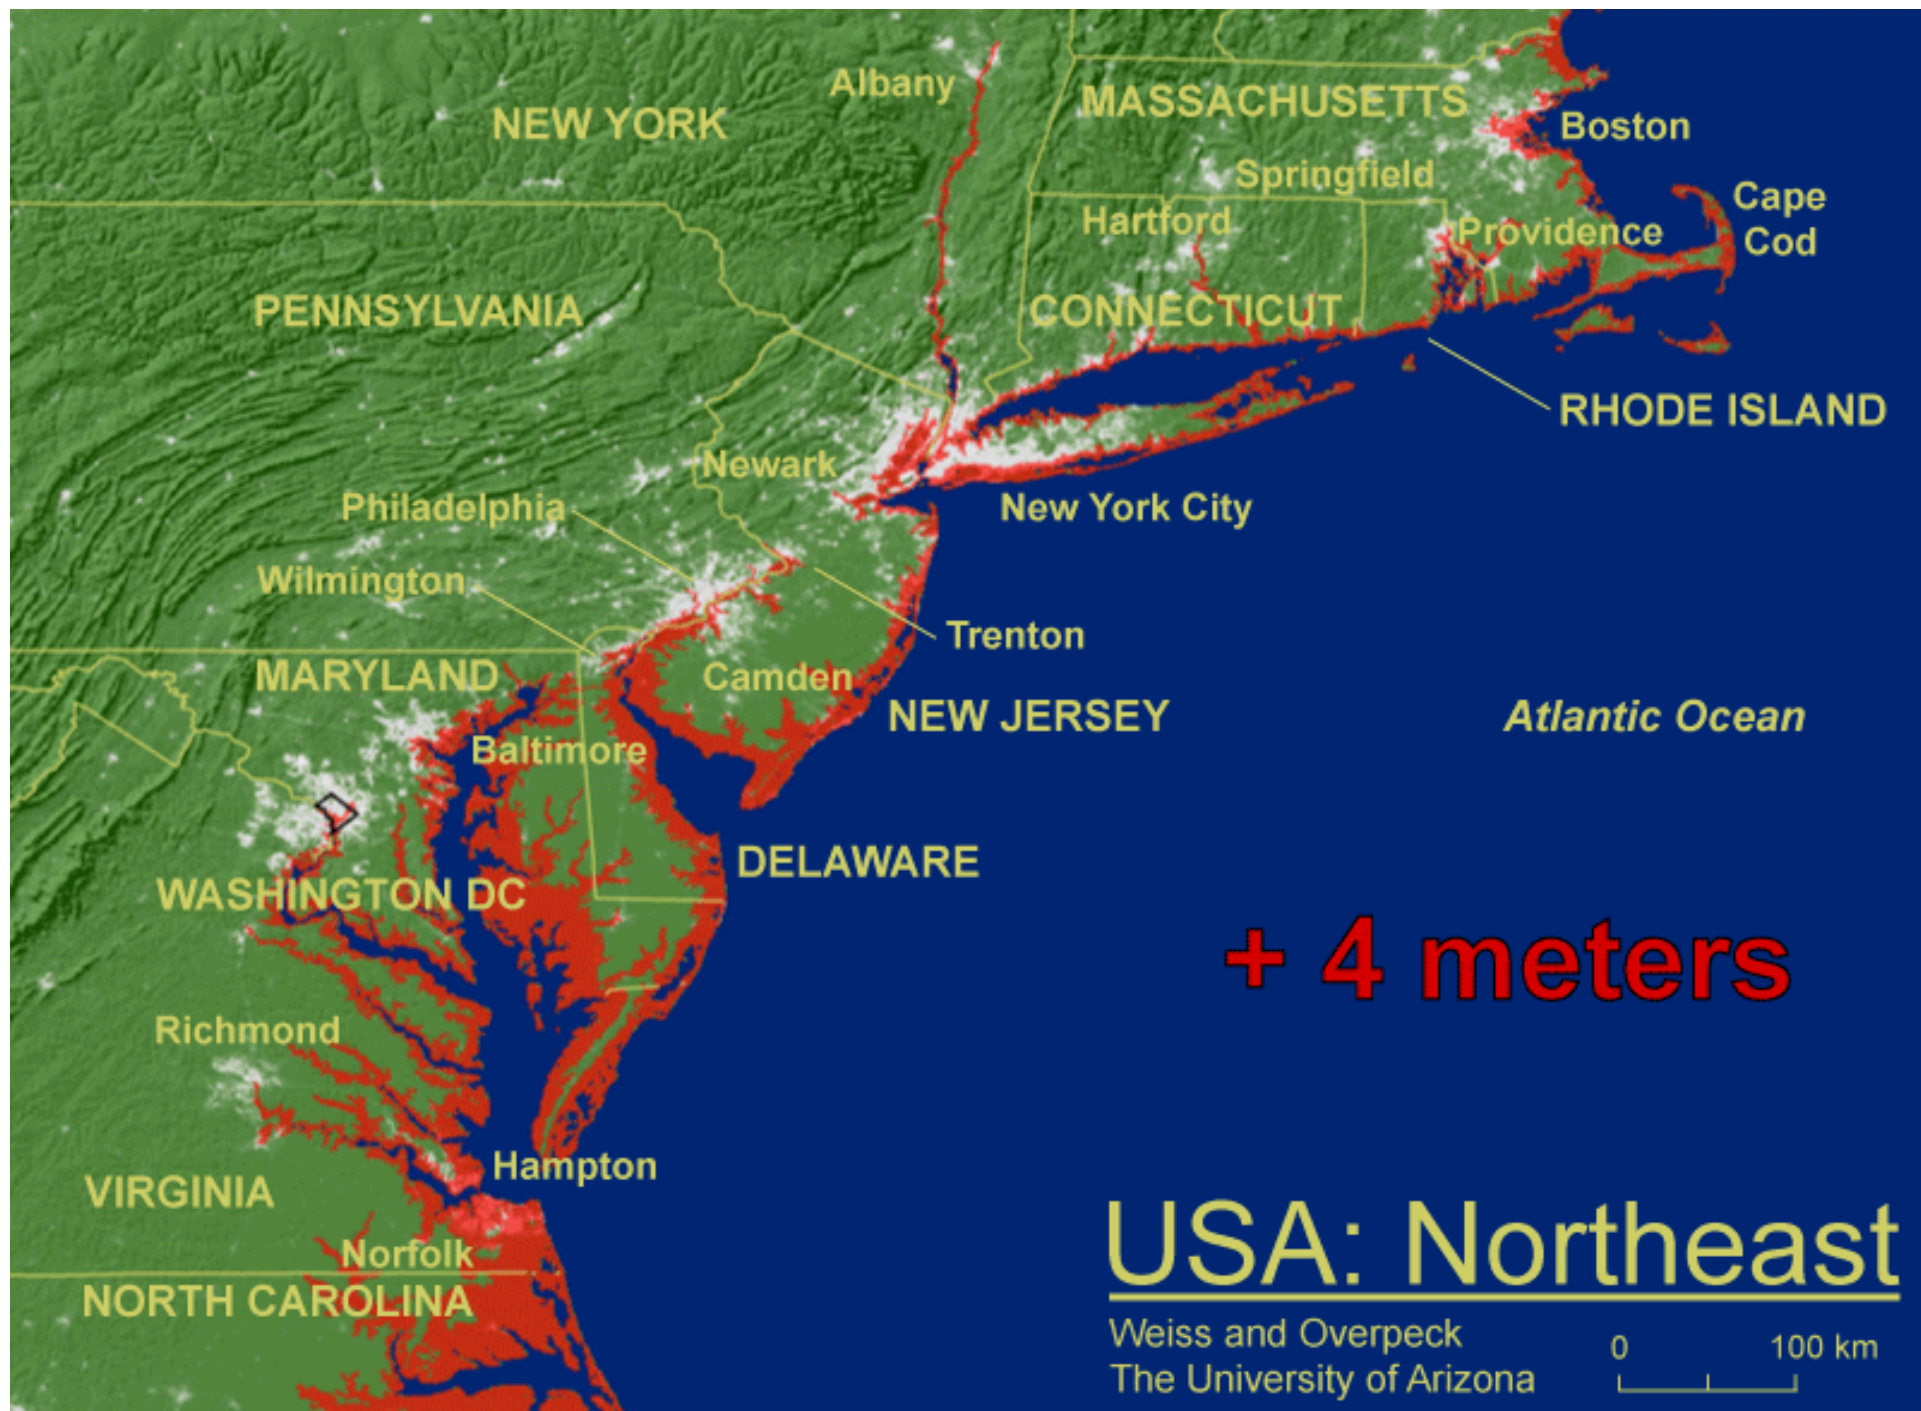 Albany
MASSACHUSETTS
NEW YORK
Boston
Springfield
Cape
Cod
Hartford
Providence
PENNSYLVANIA
CONNECTICUT
RHODE ISLAND
Newark
Philadelphia
New York City
Wilmington
Trenton
MARYLAND
Camden
NEW JERSEY
Atlantic Ocean
Baltimore
DELAWARE
WASHINGTON DC
+ 4 meters
Richmond
Hampton
VIRGINIA
Norfolk
NORTH CAROLINA
USA: Northeast
Weiss and Overpeck
The University of Arizona
0 100 km